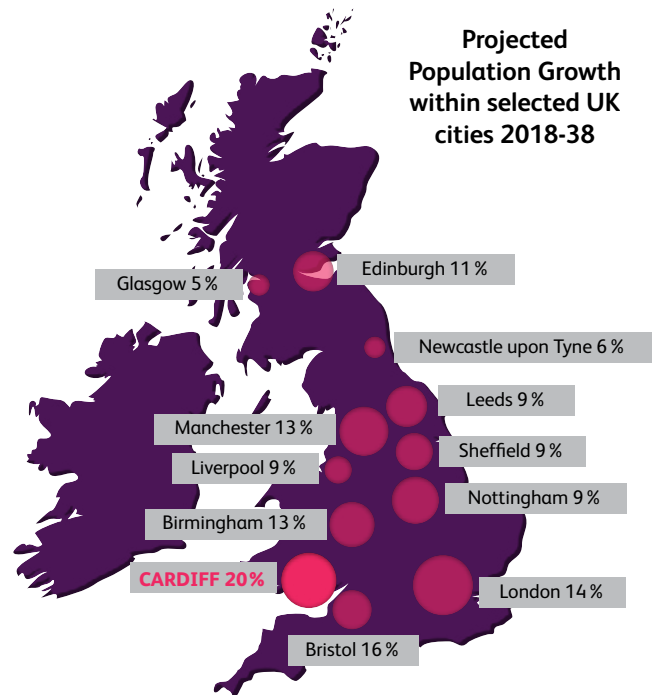 Projected
Population Growth
within selected UK
cities 2018-38
Edinburgh 11 %
Glasgow 5 %
Newcastle upon Tyne 6 %
Leeds 9 %
Manchester 13 %
Sheffield 9 %
Liverpool 9 %
Nottingham 9 %
Birmingham 13 %
CARDIFF 20 %
London 14 %
Bristol 16 %